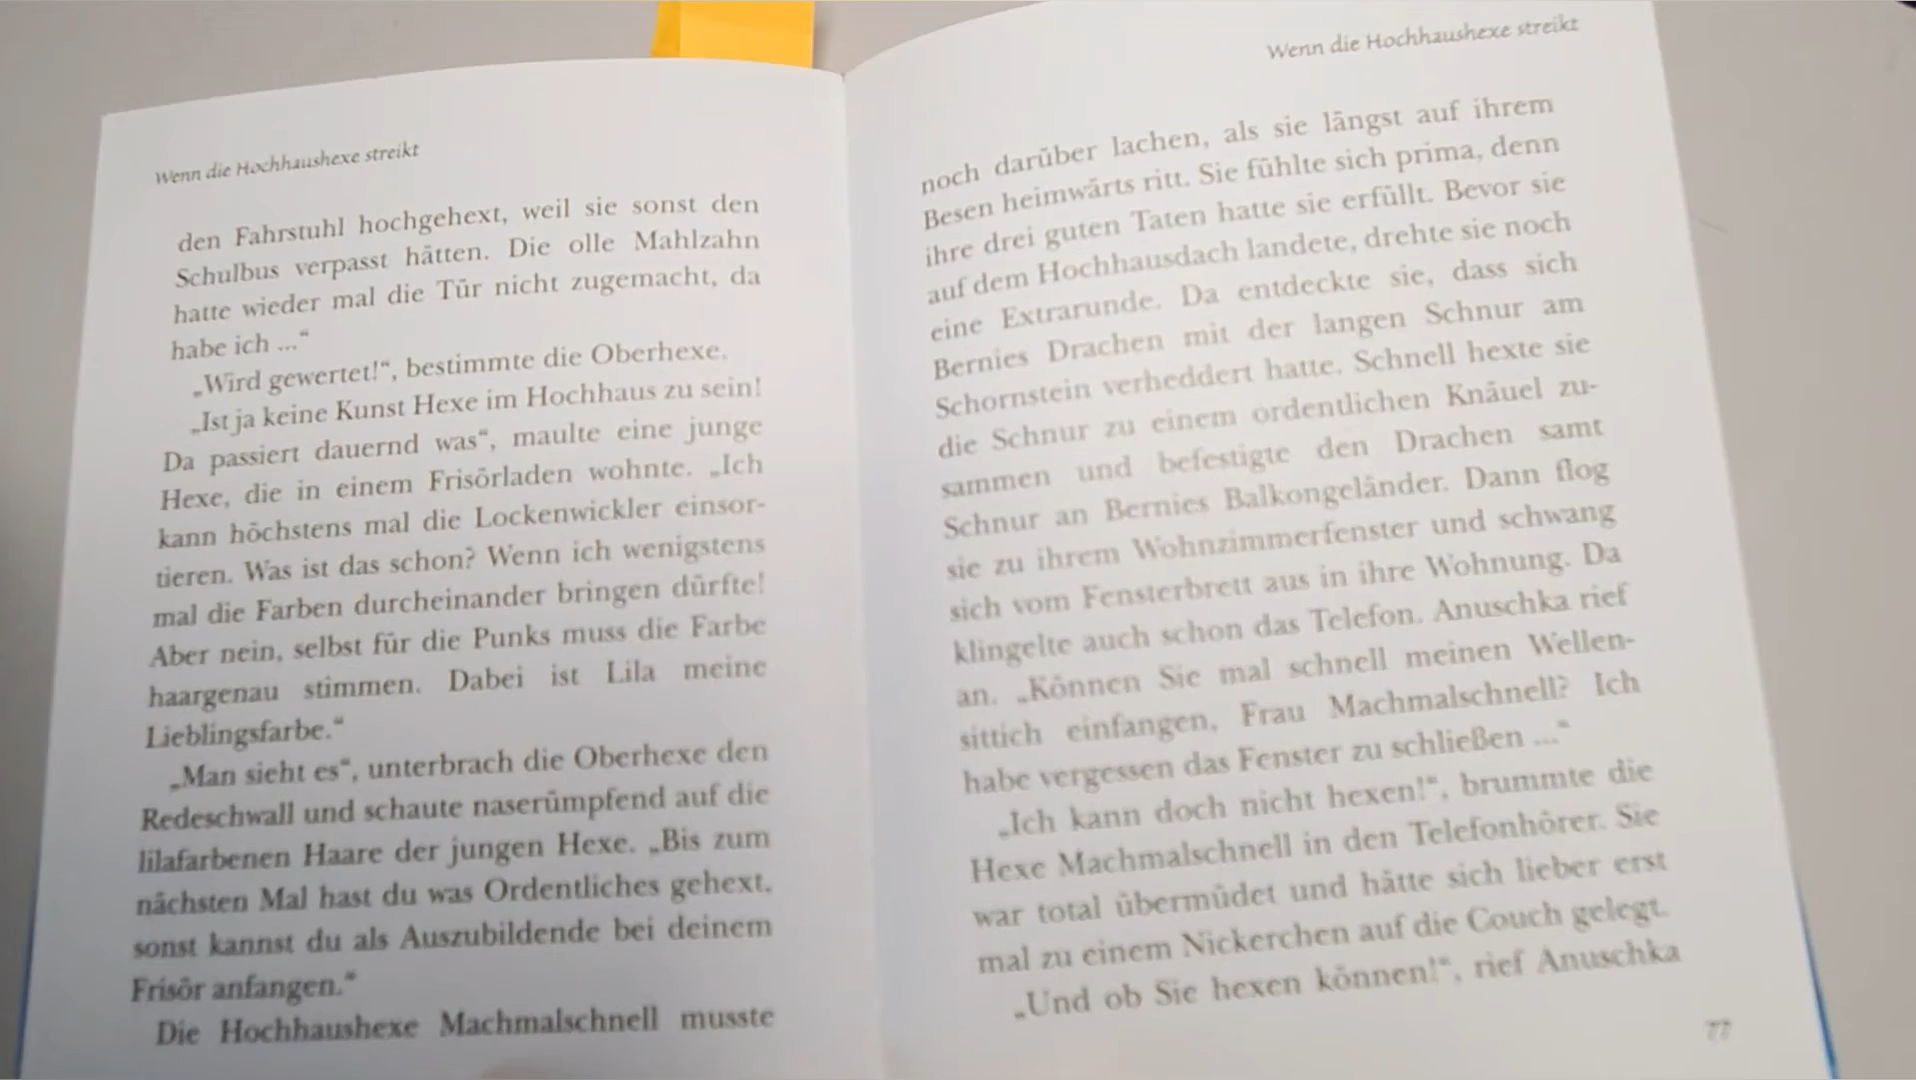 Wenn die Hochhaushexe streikt
den Fahrstuhl hochgehext, weil sie sonst den
Schulbus verpasst hätten. Die olle Mahlzahn
hatte wieder mal die Tür nicht zugemacht, da
habe ich ...“
„Wird gewertet!“, bestimmte die Oberhexe.
„Ist ja keine Kunst Hexe im Hochhaus zu sein!
Da passiert dauernd was“, maulte eine junge
Hexe, die in einem Frisörladen wohnte. „Ich
kann höchstens mal die Lockenwickler einsor-
tieren. Was ist das schon? Wenn ich wenigstens
mal die Farben durcheinander bringen dürfte!
Aber nein, selbst für die Punks muss die Farbe
haargenau stimmen. Dabei ist Lila meine
Lieblingsfarbe.“
„Man sieht es“, unterbrach die Oberhexe den
Redeschwall und schaute naserümpfend auf die
lilafarbenen Haare der jungen Hexe. „Bis zum
nächsten Mal hast du was Ordentliches gehext,
sonst kannst du als Auszubildende bei deinem
Frisör anfangen.“
Die Hochhaushexe Machmalschnell musste
Wenn die Hochhaushexe streikt
noch darüber lachen, als sie längst auf ihrem
Besen heimwärts ritt. Sie fühlte sich prima, denn
ihre drei guten Taten hatte sie erfüllt. Bevor sie
auf dem Hochhausdach landete, drehte sie noch
eine Extrarunde. Da entdeckte sie, dass sich
Bernies Drachen mit der langen Schnur am
Schornstein verheddert hatte. Schnell hexte sie
die Schnur zu einem ordentlichen Knäuel zu-
sammen und befestigte den Drachen samt
Schnur an Bernies Balkongeländer. Dann flog
sie zu ihrem Wohnzimmerfenster und schwang
sich vom Fensterbrett aus in ihre Wohnung. Da
klingelte auch schon das Telefon. Anuschka rief
an. „Können Sie mal schnell meinen Wellen-
sittich einfangen, Frau Machmalschnell? Ich
habe vergessen das Fenster zu schließen ...“
„Ich kann doch nicht hexen!“, brummte die
Hexe Machmalschnell in den Telefonhörer. Sie
war total übermüdet und hätte sich lieber erst
mal zu einem Nickerchen auf die Couch gelegt.
„Und ob Sie hexen können!“, rief Anuschka
77